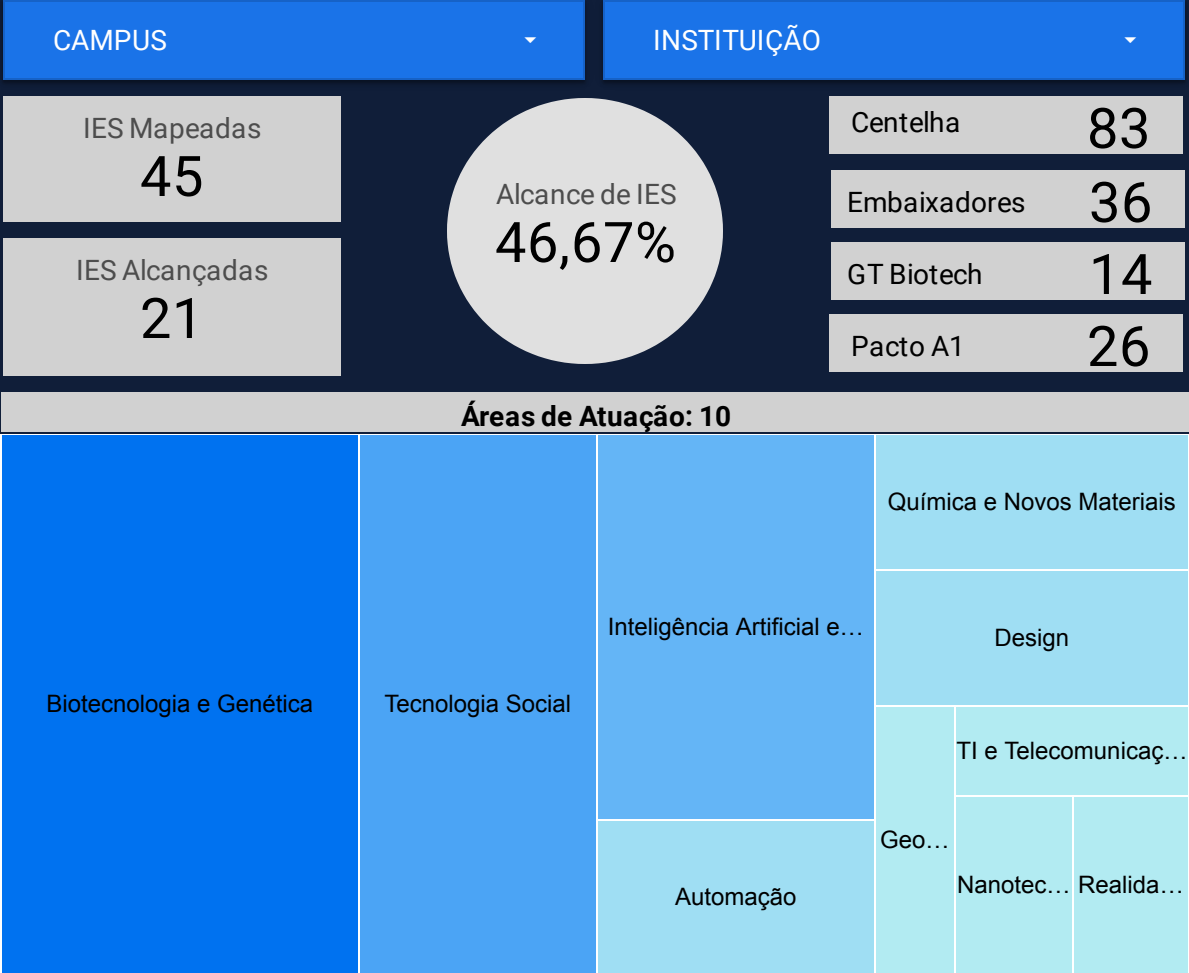 CAMPUS
INSTITUIÇÃO
IES Mapeadas
45
IES Alcançadas
21
Alcance de IES
46,67%
Centelha 83
Embaixadores 36
GT Biotech 14
Pacto A1 26
Áreas de Atuação: 10
Biotecnologia e Genética
Tecnologia Social
Inteligência Artificial e…
Automação
Química e Novos Materiais
Design
Geo…
TI e Telecomunicaç…
Nanotec…
Realida…